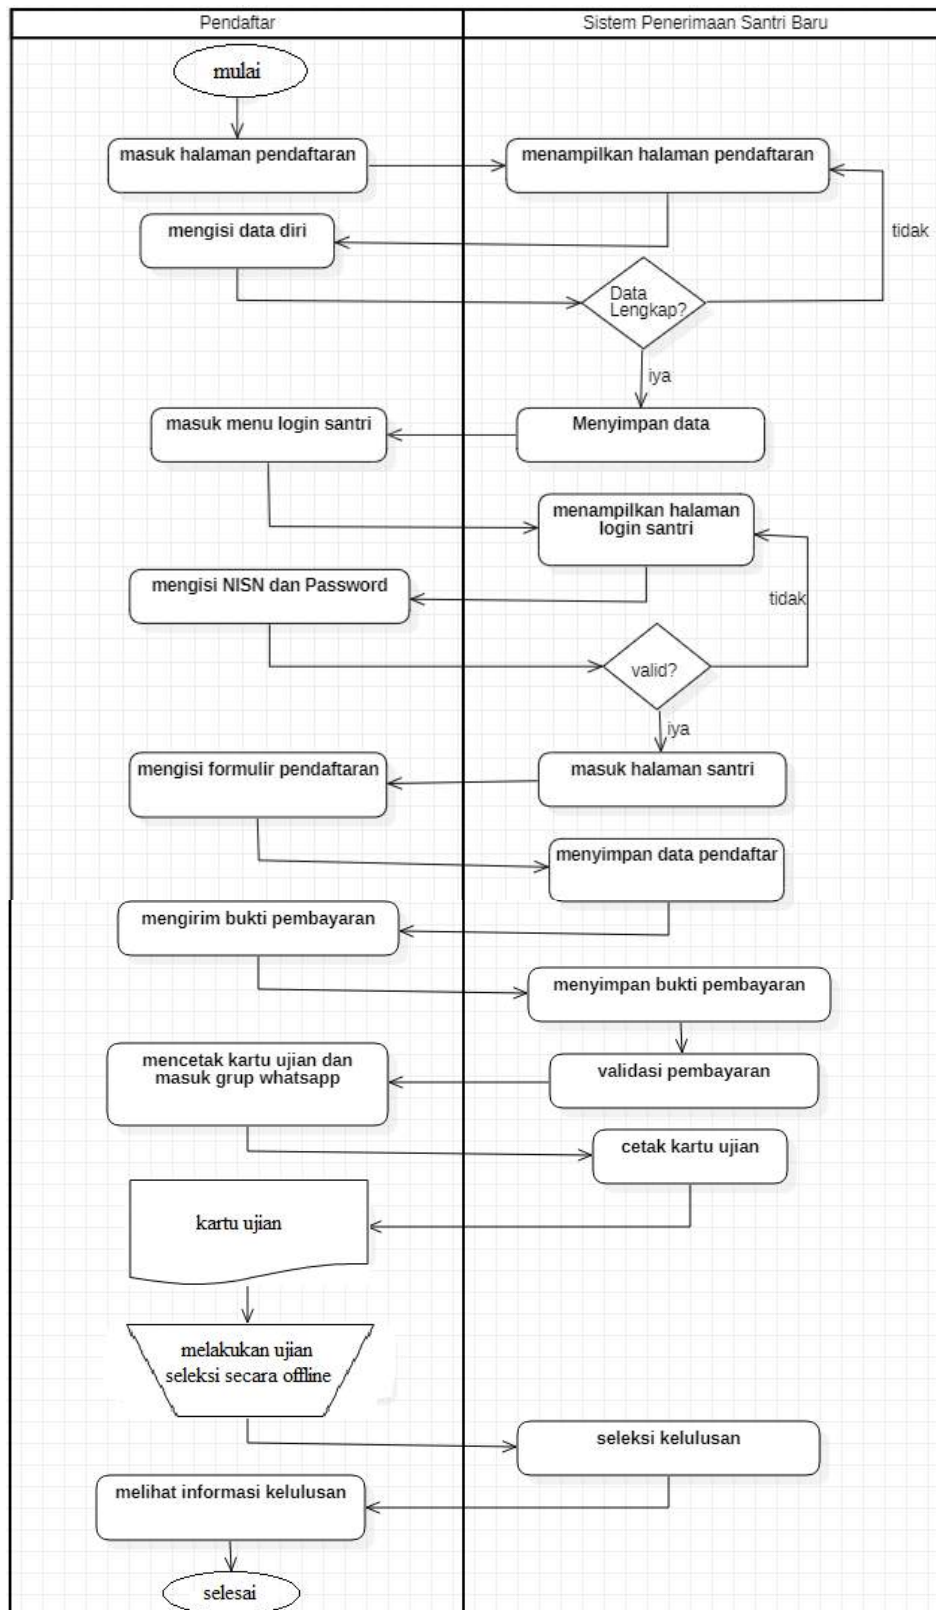 Pendaftar
Sistem Penerimaan Santri Baru
mulai
masuk halaman pendaftaran
menampilkan halaman pendaftaran
mengisi data diri
tidak
Data
Lengkap?
iya
masuk menu login santri
Menyimpan data
menampilkan halaman
login santri
mengisi NISN dan Password
tidak
valid?
iya
mengisi formulir pendaftaran
masuk halaman santri
menyimpan data pendaftar
mengirim bukti pembayaran
menyimpan bukti pembayaran
mencetak kartu ujian dan
masuk grup whatsapp
validasi pembayaran
cetak kartu ujian
kartu ujian
melakukan ujian
seleksi secara offline
seleksi kelulusan
melihat informasi kelulusan
selesai